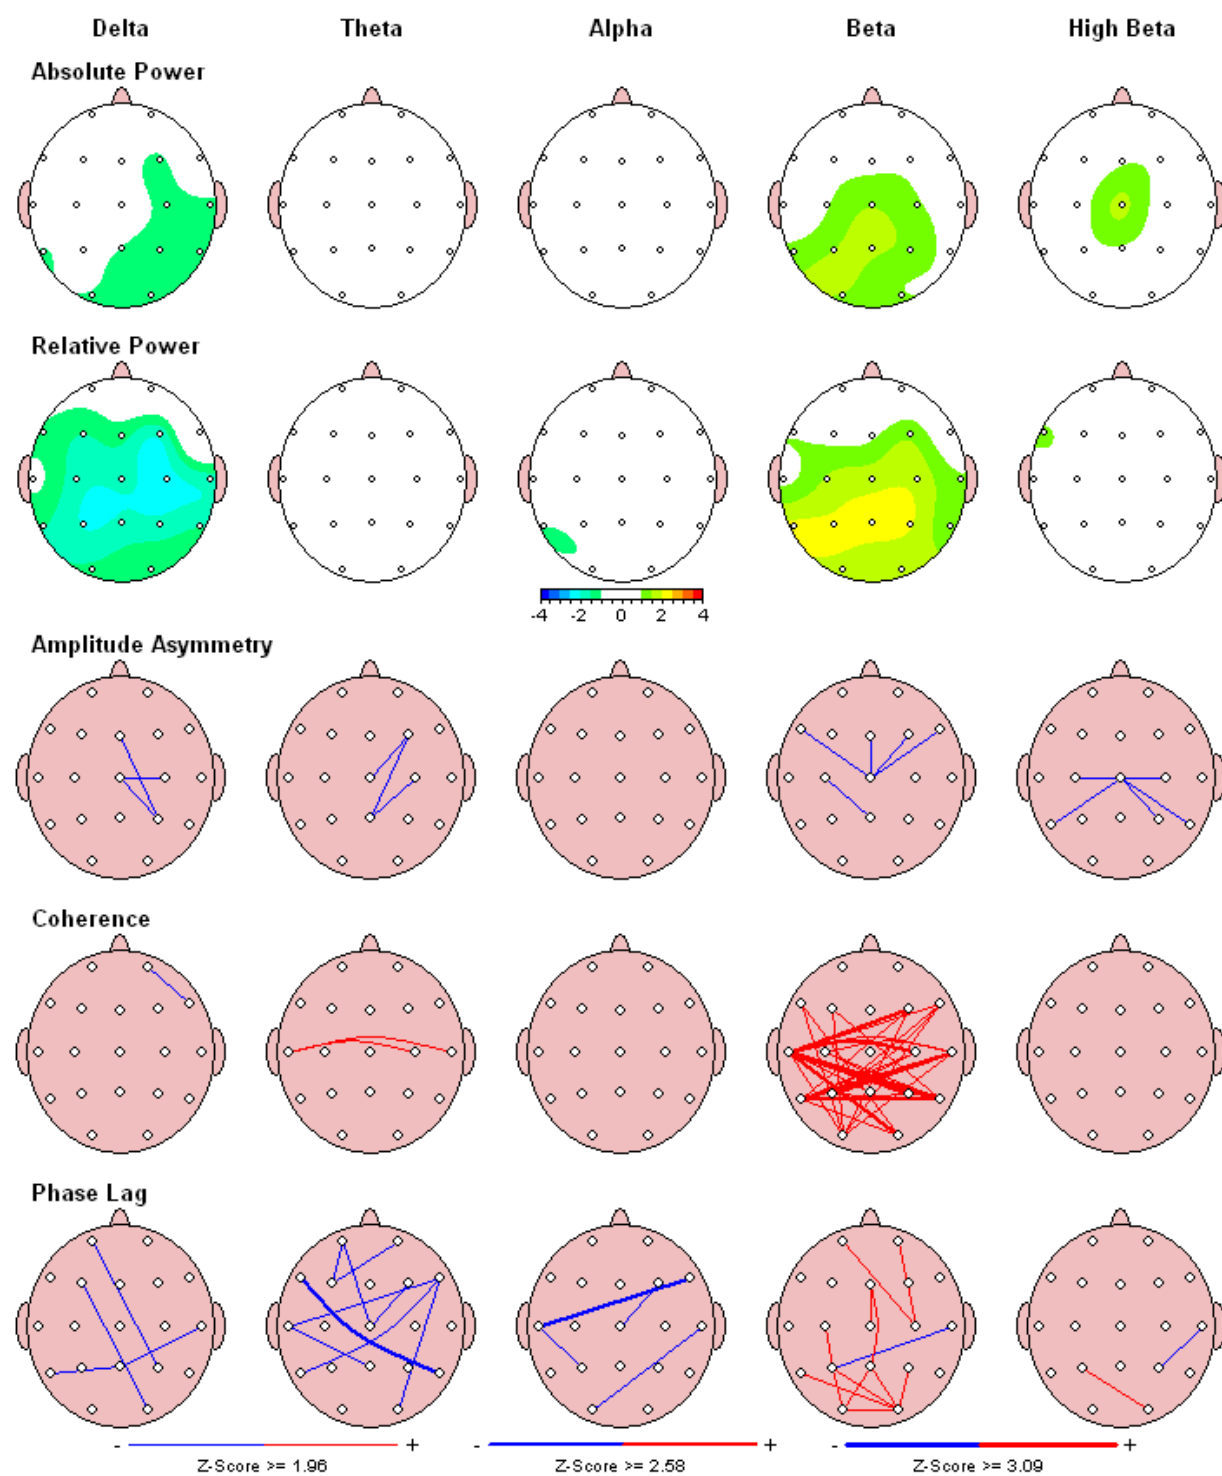 Delta Theta Alpha Beta High Beta
Absolute Power
Relative Power
-4 -2 0 2 4
Amplitude Asymmetry
Coherence
Phase Lag
- + - + - +
Z-Score >= 1.96 Z-Score >= 2.58 Z-Score >= 3.09